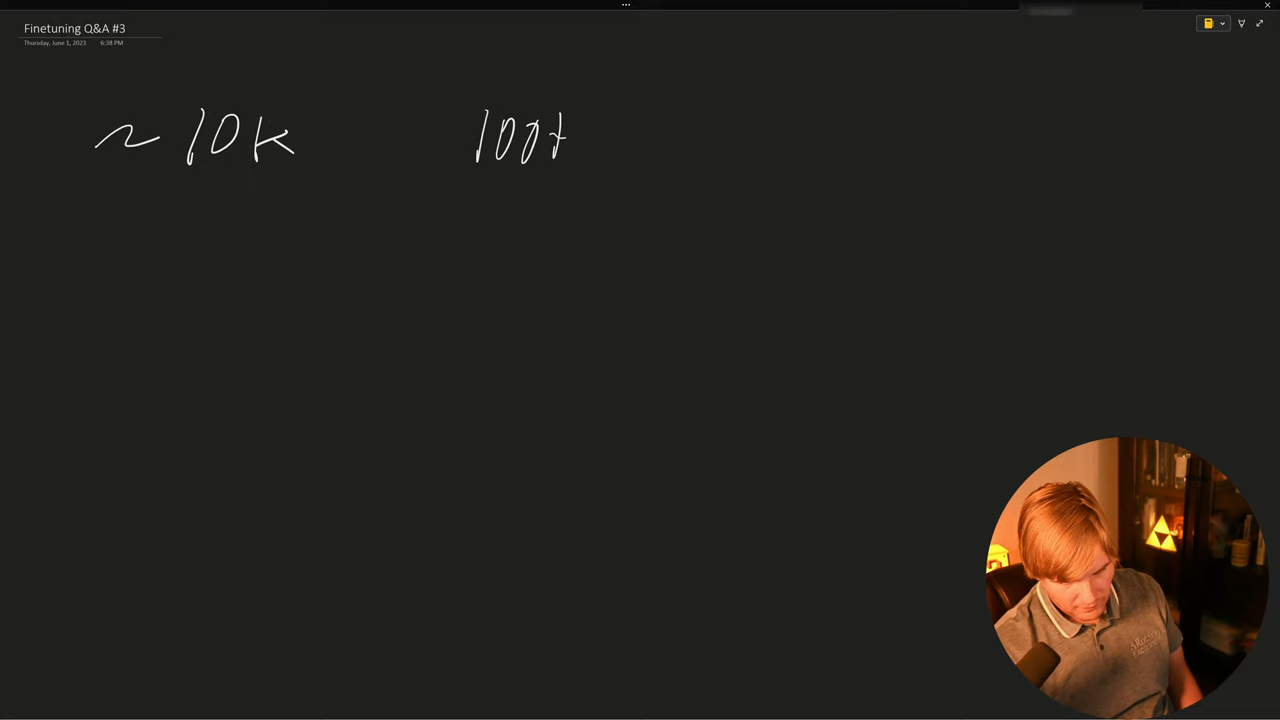 Finetuning Q&A #3
Thursday, June 1, 2023 6:38 PM
~ 10k 100+